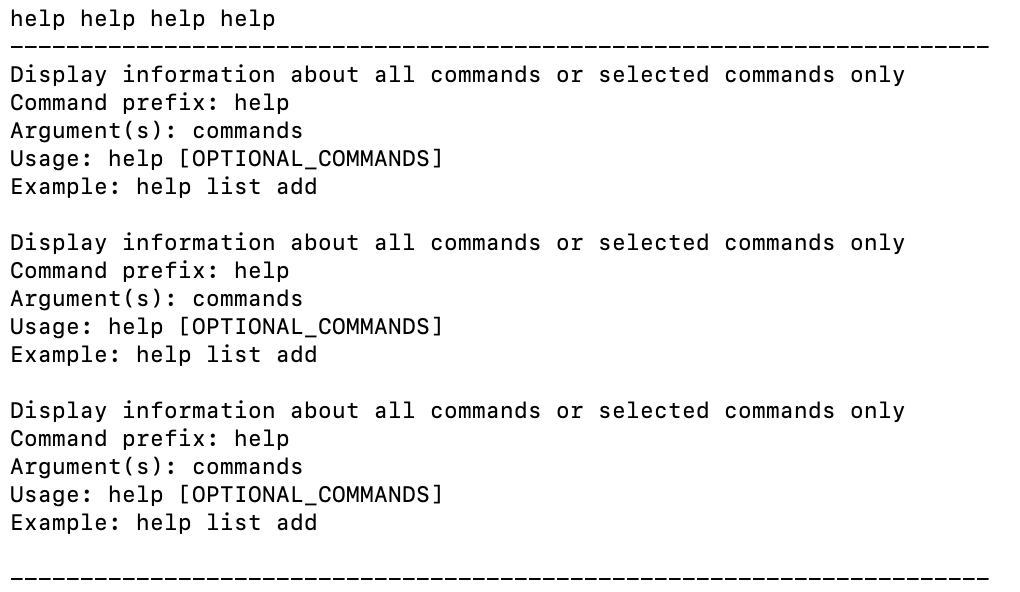 help help help help
______________________________________________________________________
Display information about all commands or selected commands only
Command prefix: help
Argument(s): commands
Usage: help [OPTIONAL_COMMANDS]
Example: help list add

Display information about all commands or selected commands only
Command prefix: help
Argument(s): commands
Usage: help [OPTIONAL_COMMANDS]
Example: help list add

Display information about all commands or selected commands only
Command prefix: help
Argument(s): commands
Usage: help [OPTIONAL_COMMANDS]
Example: help list add

______________________________________________________________________